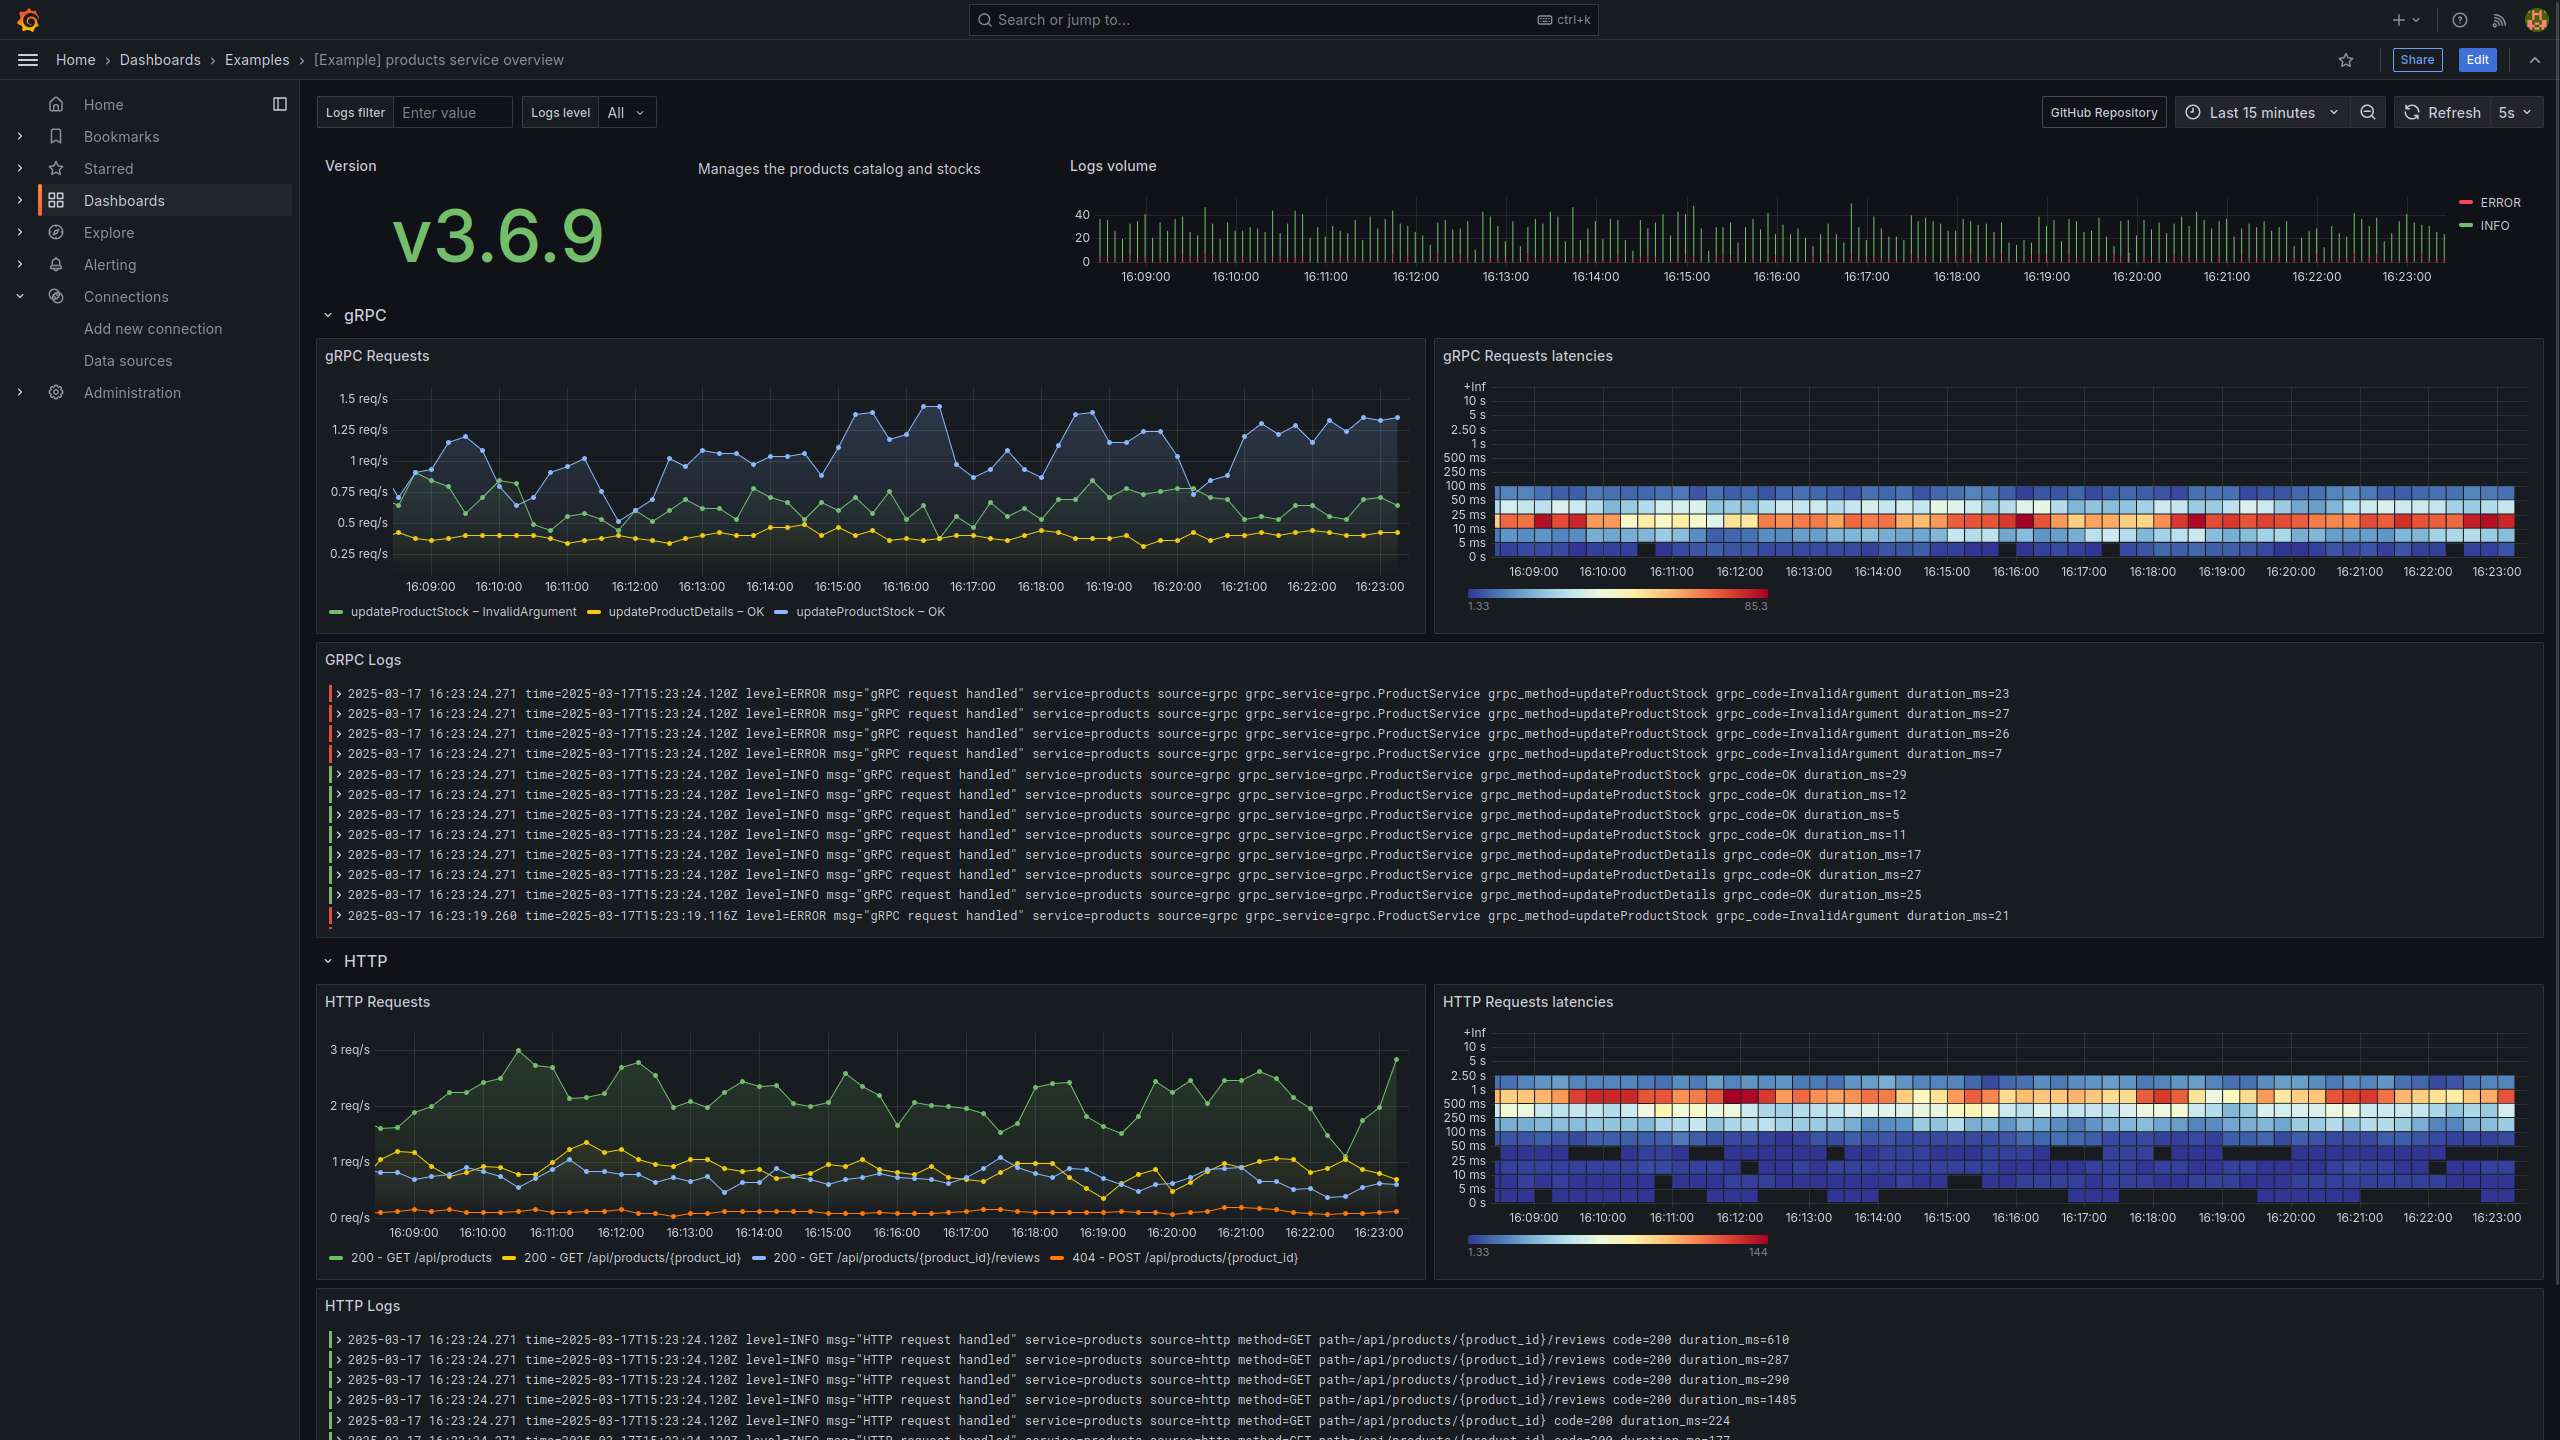 Search or jump to...
ctrl+k
Home › Dashboards › Examples › [Example] products service overview
Share
Edit
Home
Bookmarks
Starred
Dashboards
Explore
Alerting
Connections
Add new connection
Data sources
Administration
Logs filter Enter value Logs level All
GitHub Repository Last 15 minutes Refresh 5s
Version
v3.6.9
Manages the products catalog and stocks
Logs volume
40
20
0
16:09:00 16:10:00 16:11:00 16:12:00 16:13:00 16:14:00 16:15:00 16:16:00 16:17:00 16:18:00 16:19:00 16:20:00 16:21:00 16:22:00 16:23:00
ERROR
INFO
gRPC
gRPC Requests
1.5 req/s
1.25 req/s
1 req/s
0.75 req/s
0.5 req/s
0.25 req/s
16:09:00 16:10:00 16:11:00 16:12:00 16:13:00 16:14:00 16:15:00 16:16:00 16:17:00 16:18:00 16:19:00 16:20:00 16:21:00 16:22:00 16:23:00
updateProductStock – InvalidArgument updateProductDetails – OK updateProductStock – OK
gRPC Requests latencies
+Inf
10 s
5 s
2.50 s
1 s
500 ms
250 ms
100 ms
50 ms
25 ms
10 ms
5 ms
0 s
16:09:00 16:10:00 16:11:00 16:12:00 16:13:00 16:14:00 16:15:00 16:16:00 16:17:00 16:18:00 16:19:00 16:20:00 16:21:00 16:22:00 16:23:00
1.33 85.3
GRPC Logs
2025-03-17 16:23:24.271 time=2025-03-17T15:23:24.120Z level=ERROR msg="gRPC request handled" service=products source=grpc grpc_service=grpc.ProductService grpc_method=updateProductStock grpc_code=InvalidArgument duration_ms=23
2025-03-17 16:23:24.271 time=2025-03-17T15:23:24.120Z level=ERROR msg="gRPC request handled" service=products source=grpc grpc_service=grpc.ProductService grpc_method=updateProductStock grpc_code=InvalidArgument duration_ms=27
2025-03-17 16:23:24.271 time=2025-03-17T15:23:24.120Z level=ERROR msg="gRPC request handled" service=products source=grpc grpc_service=grpc.ProductService grpc_method=updateProductStock grpc_code=InvalidArgument duration_ms=26
2025-03-17 16:23:24.271 time=2025-03-17T15:23:24.120Z level=ERROR msg="gRPC request handled" service=products source=grpc grpc_service=grpc.ProductService grpc_method=updateProductStock grpc_code=InvalidArgument duration_ms=7
2025-03-17 16:23:24.271 time=2025-03-17T15:23:24.120Z level=INFO msg="gRPC request handled" service=products source=grpc grpc_service=grpc.ProductService grpc_method=updateProductStock grpc_code=OK duration_ms=29
2025-03-17 16:23:24.271 time=2025-03-17T15:23:24.120Z level=INFO msg="gRPC request handled" service=products source=grpc grpc_service=grpc.ProductService grpc_method=updateProductStock grpc_code=OK duration_ms=12
2025-03-17 16:23:24.271 time=2025-03-17T15:23:24.120Z level=INFO msg="gRPC request handled" service=products source=grpc grpc_service=grpc.ProductService grpc_method=updateProductStock grpc_code=OK duration_ms=5
2025-03-17 16:23:24.271 time=2025-03-17T15:23:24.120Z level=INFO msg="gRPC request handled" service=products source=grpc grpc_service=grpc.ProductService grpc_method=updateProductStock grpc_code=OK duration_ms=11
2025-03-17 16:23:24.271 time=2025-03-17T15:23:24.120Z level=INFO msg="gRPC request handled" service=products source=grpc grpc_service=grpc.ProductService grpc_method=updateProductDetails grpc_code=OK duration_ms=17
2025-03-17 16:23:24.271 time=2025-03-17T15:23:24.120Z level=INFO msg="gRPC request handled" service=products source=grpc grpc_service=grpc.ProductService grpc_method=updateProductDetails grpc_code=OK duration_ms=27
2025-03-17 16:23:24.271 time=2025-03-17T15:23:24.120Z level=INFO msg="gRPC request handled" service=products source=grpc grpc_service=grpc.ProductService grpc_method=updateProductDetails grpc_code=OK duration_ms=25
2025-03-17 16:23:19.260 time=2025-03-17T15:23:19.116Z level=ERROR msg="gRPC request handled" service=products source=grpc grpc_service=grpc.ProductService grpc_method=updateProductStock grpc_code=InvalidArgument duration_ms=21
HTTP
HTTP Requests
3 req/s
2 req/s
1 req/s
0 req/s
16:09:00 16:10:00 16:11:00 16:12:00 16:13:00 16:14:00 16:15:00 16:16:00 16:17:00 16:18:00 16:19:00 16:20:00 16:21:00 16:22:00 16:23:00
200 - GET /api/products 200 - GET /api/products/{product_id} 200 - GET /api/products/{product_id}/reviews 404 - POST /api/products/{product_id}
HTTP Requests latencies
+Inf
10 s
5 s
2.50 s
1 s
500 ms
250 ms
100 ms
50 ms
25 ms
10 ms
5 ms
0 s
16:09:00 16:10:00 16:11:00 16:12:00 16:13:00 16:14:00 16:15:00 16:16:00 16:17:00 16:18:00 16:19:00 16:20:00 16:21:00 16:22:00 16:23:00
1.33 144
HTTP Logs
2025-03-17 16:23:24.271 time=2025-03-17T15:23:24.120Z level=INFO msg="HTTP request handled" service=products source=http method=GET path=/api/products/{product_id}/reviews code=200 duration_ms=610
2025-03-17 16:23:24.271 time=2025-03-17T15:23:24.120Z level=INFO msg="HTTP request handled" service=products source=http method=GET path=/api/products/{product_id}/reviews code=200 duration_ms=287
2025-03-17 16:23:24.271 time=2025-03-17T15:23:24.120Z level=INFO msg="HTTP request handled" service=products source=http method=GET path=/api/products/{product_id}/reviews code=200 duration_ms=290
2025-03-17 16:23:24.271 time=2025-03-17T15:23:24.120Z level=INFO msg="HTTP request handled" service=products source=http method=GET path=/api/products/{product_id}/reviews code=200 duration_ms=1485
2025-03-17 16:23:24.271 time=2025-03-17T15:23:24.120Z level=INFO msg="HTTP request handled" service=products source=http method=GET path=/api/products/{product_id} code=200 duration_ms=224
2025-03-17 16:23:24.271 time=2025-03-17T15:23:24.120Z level=INFO msg="HTTP request handled" service=products source=http method=GET path=/api/products/{product_id} code=200 duration_ms=177